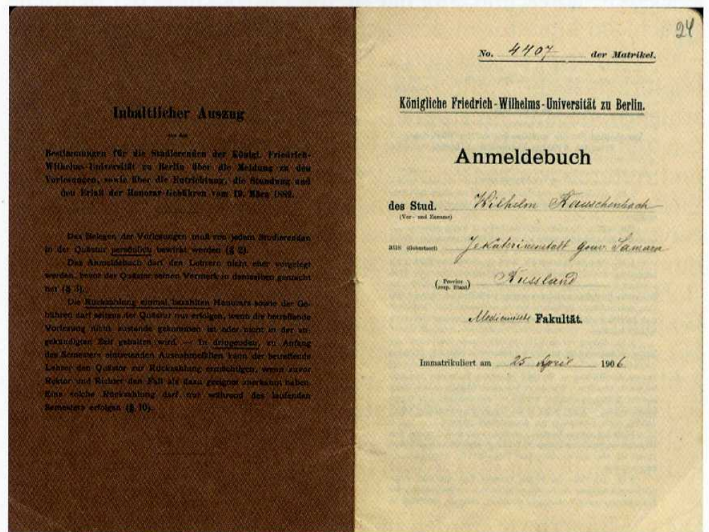 Inhaltlicher Auszug
aus den
Bestimmungen für die Studierenden der Königl. Friedrich-
Wilhelms-Universität zu Berlin über die Meldung zu den
Vorlesungen, sowie über die Entrichtung, die Stundung und
den Erlaß der Honorar-Gebühren vom 19. März 1889.
Das Belegen der Vorlesungen muß von jedem Studierenden
in der Quästur persönlich bewirkt werden (§ 2).
Das Anmeldebuch darf den Lehrern nicht eher vorgelegt
werden, bevor der Quästor seinen Vermerk in demselben gemacht
hat (§ 3).
Die Rückzahlung einmal bezahlten Honorars sowie der Ge-
bühren darf seitens der Quästur nur erfolgen, wenn die betreffende
Vorlesung nicht zustande gekommen ist oder nicht in der an-
gekündigten Zeit gehalten wird. — In dringenden, zu Anfang
des Semesters eintretenden Ausnahmefällen kann der betreffende
Lehrer den Quästor zur Rückzahlung ermächtigen, wenn zuvor
Rektor und Richter den Fall als dazu geeignet anerkannt haben.
Eine solche Rückzahlung darf nur während des laufenden
Semesters erfolgen (§ 10).
24
No. 4407 der Matrikel.
Königliche Friedrich-Wilhelms-Universität zu Berlin.
Anmeldebuch
des Stud. Wilhelm Rauschenbach
(Vor- und Zuname)
aus (Geburtsort) Jekaterinenstadt gouv Samara
(Provinz resp. Staat) Russland
Medicinische Fakultät.
Immatrikuliert am 25 April 1906